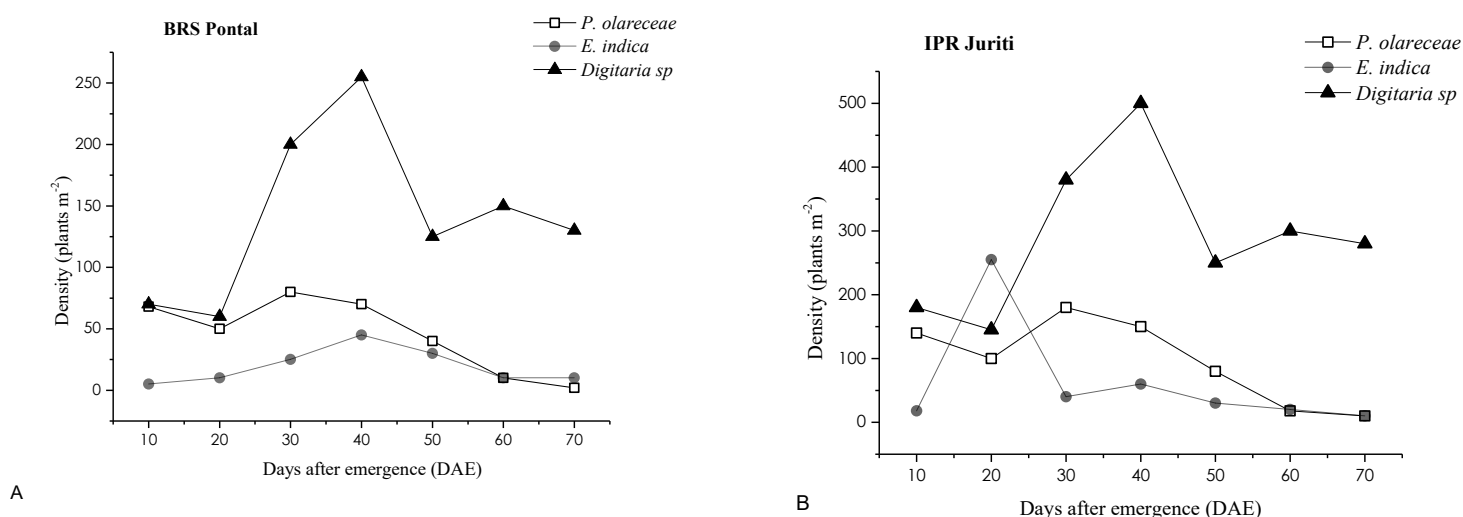 BRS Pontal
P. olareceae
E. indica
Digitaria sp
250
200
150
100
50
0
Density (plants m-2)
10 20 30 40 50 60 70
Days after emergence (DAE)
A
IPR Juriti
P. olareceae
E. indica
Digitaria sp
500
400
300
200
100
0
Density (plants m-2)
10 20 30 40 50 60 70
Days after emergence (DAE)
B